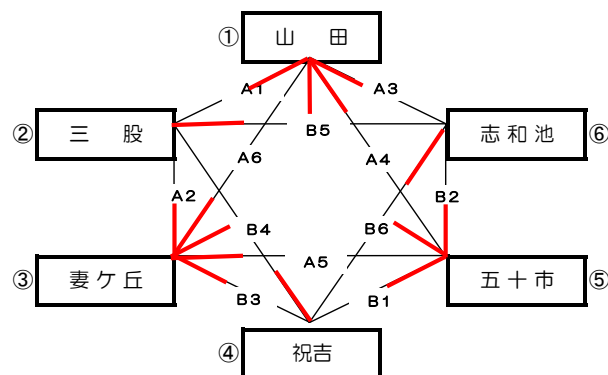 ① 山 田
A1 A3
② 三 股 B5 志和池 ⑥
A6 A4
A2 B2
B4 B6
③ 妻ケ丘 A5 五十市 ⑤
B3 B1
④ 祝吉